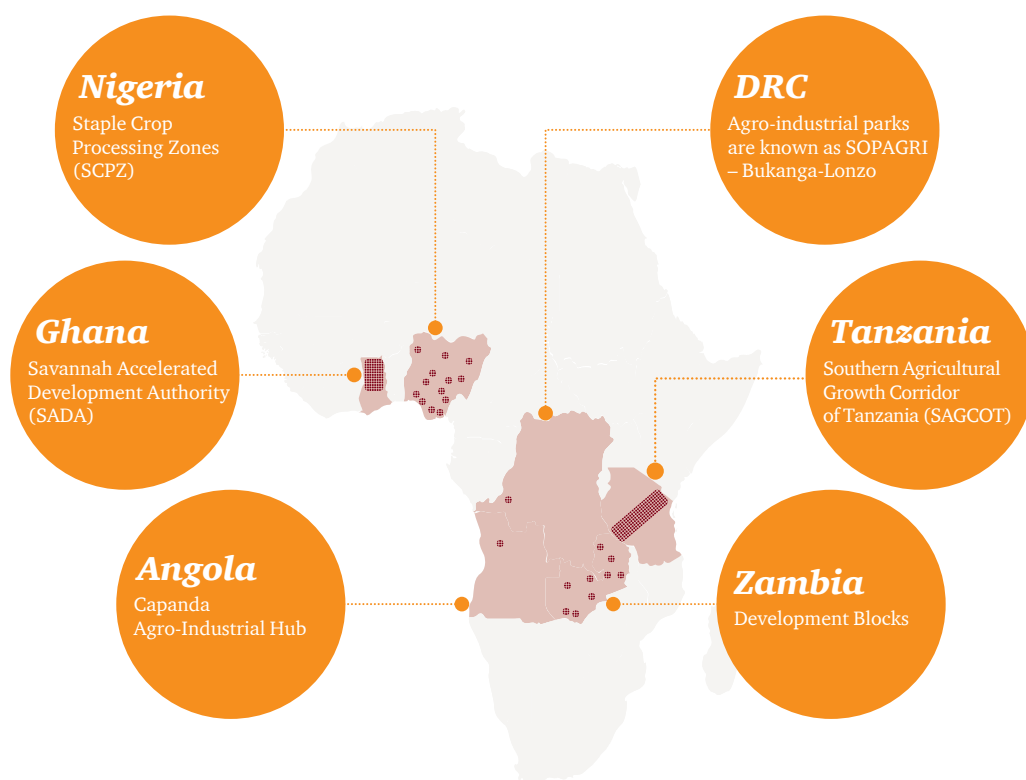 Nigeria
Staple Crop
Processing Zones
(SCPZ)
DRC
Agro-industrial parks
are known as SOPAGRI
– Bukanga-Lonzo
Ghana
Savannah Accelerated
Development Authority
(SADA)
Tanzania
Southern Agricultural
Growth Corridor
of Tanzania (SAGCOT)
Angola
Capanda
Agro-Industrial Hub
Zambia
Development Blocks